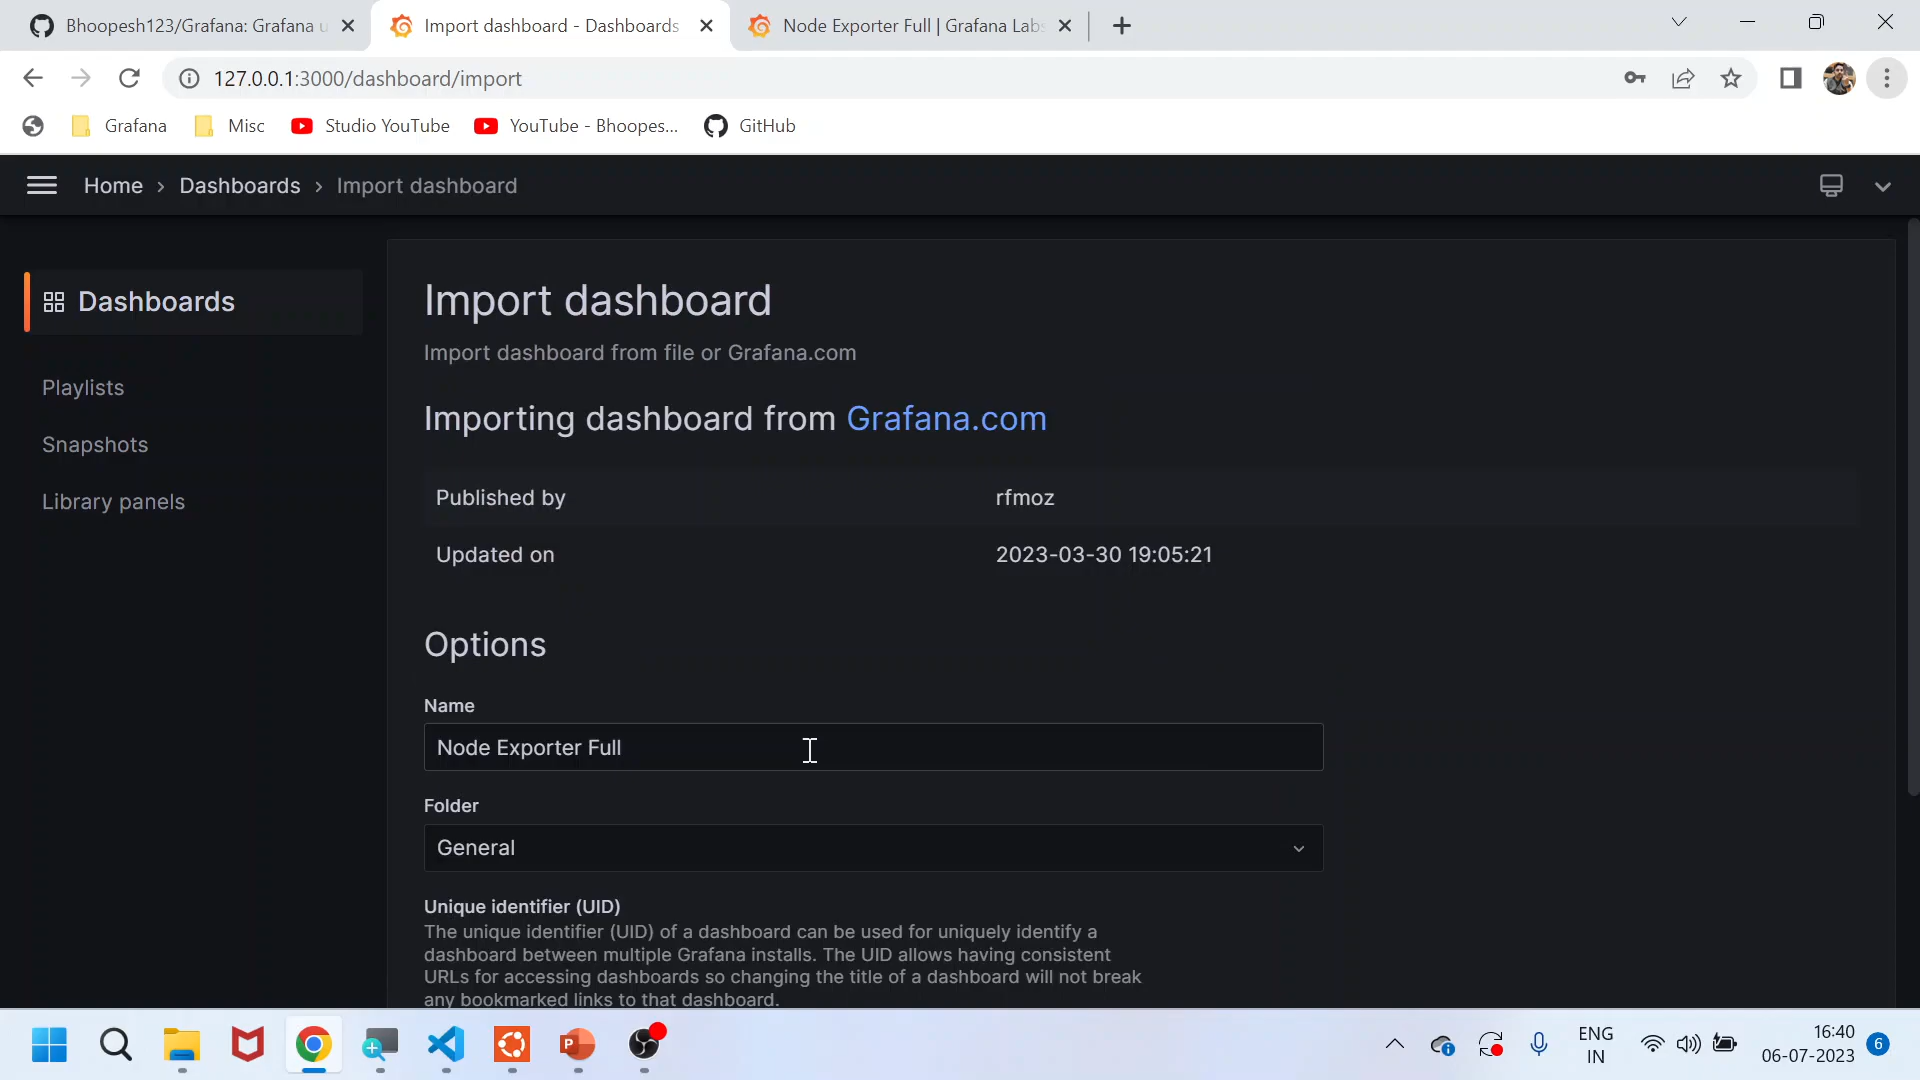 Bhoopesh123/Grafana: Grafana u
Import dashboard - Dashboards
Node Exporter Full | Grafana Labs
127.0.0.1:3000/dashboard/import
Grafana
Misc
Studio YouTube
YouTube - Bhoopes...
GitHub
Home › Dashboards › Import dashboard
Dashboards
Playlists
Snapshots
Library panels
Import dashboard
Import dashboard from file or Grafana.com
Importing dashboard from Grafana.com
Published by rfmoz
Updated on 2023-03-30 19:05:21
Options
Name
Node Exporter Full
Folder
General
Unique identifier (UID)
The unique identifier (UID) of a dashboard can be used for uniquely identify a
dashboard between multiple Grafana installs. The UID allows having consistent
URLs for accessing dashboards so changing the title of a dashboard will not break
any bookmarked links to that dashboard.
P
ENG
IN
16:40
06-07-2023
6